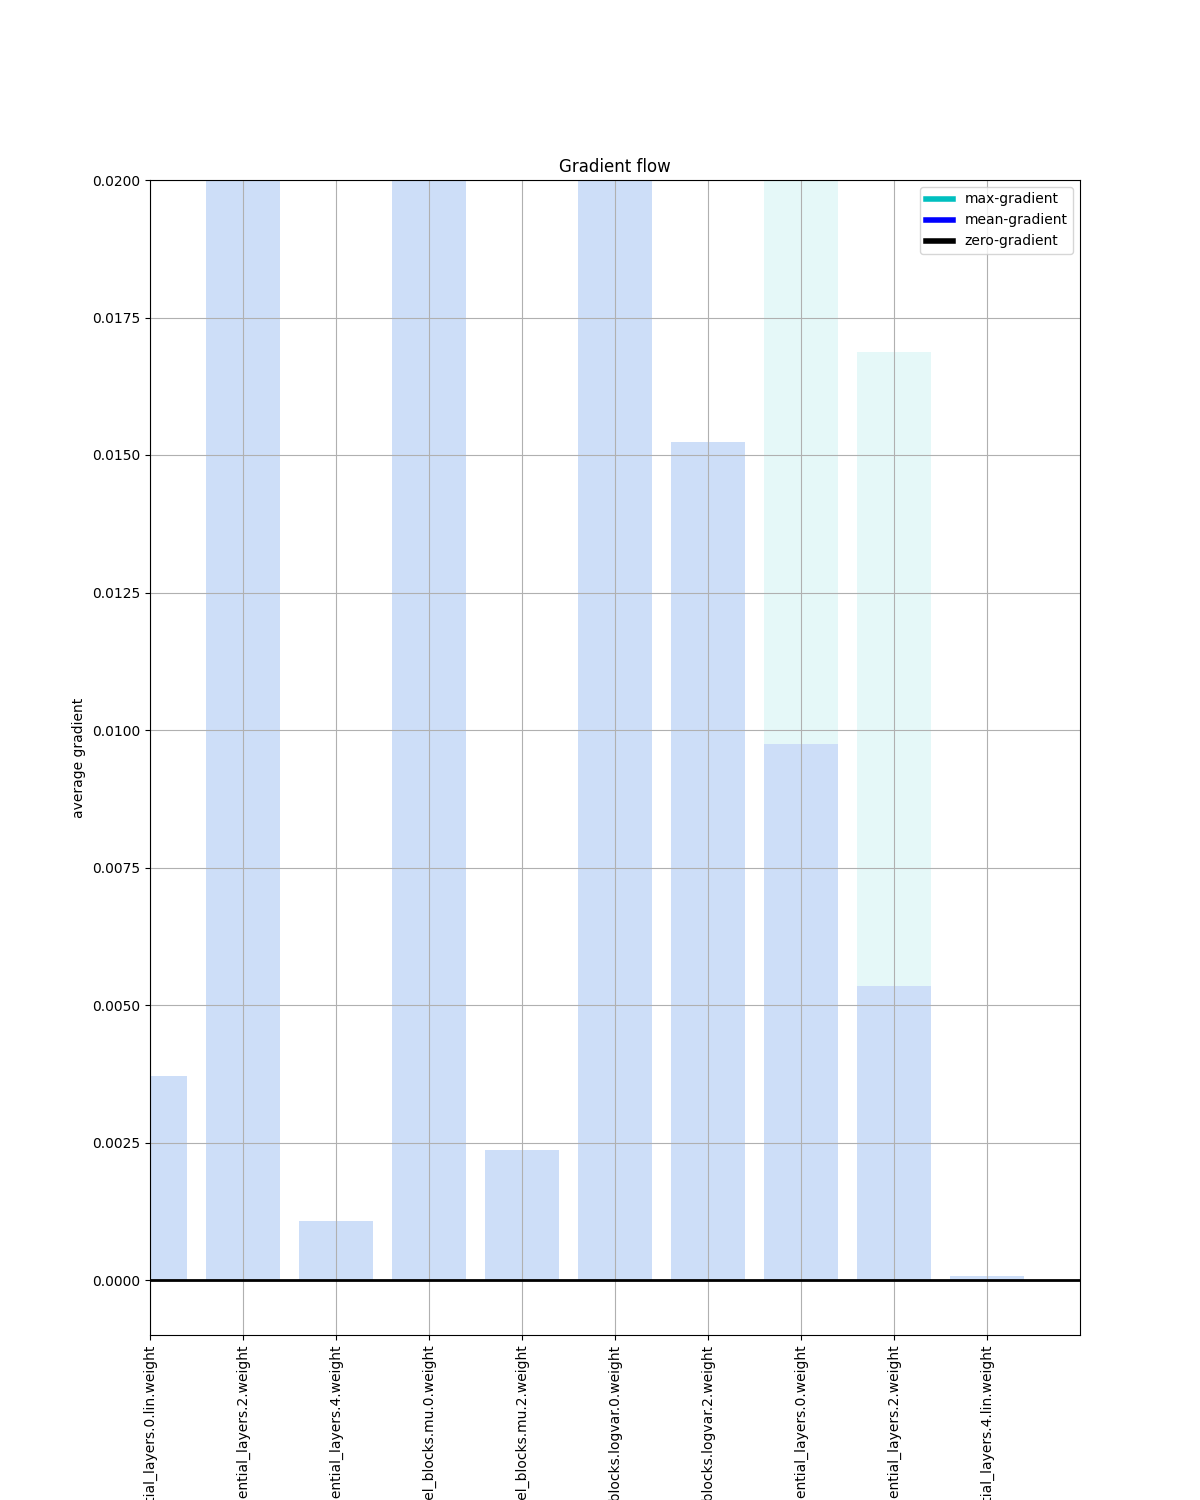 Gradient flow
max-gradient
mean-gradient
zero-gradient
0.0200
0.0175
0.0150
0.0125
0.0100
0.0075
0.0050
0.0025
0.0000
average gradient
tial_layers.0.lin.weight
ential_layers.2.weight
ential_layers.4.weight
el_blocks.mu.0.weight
el_blocks.mu.2.weight
blocks.logvar.0.weight
blocks.logvar.2.weight
ential_layers.0.weight
ential_layers.2.weight
tial_layers.4.lin.weight